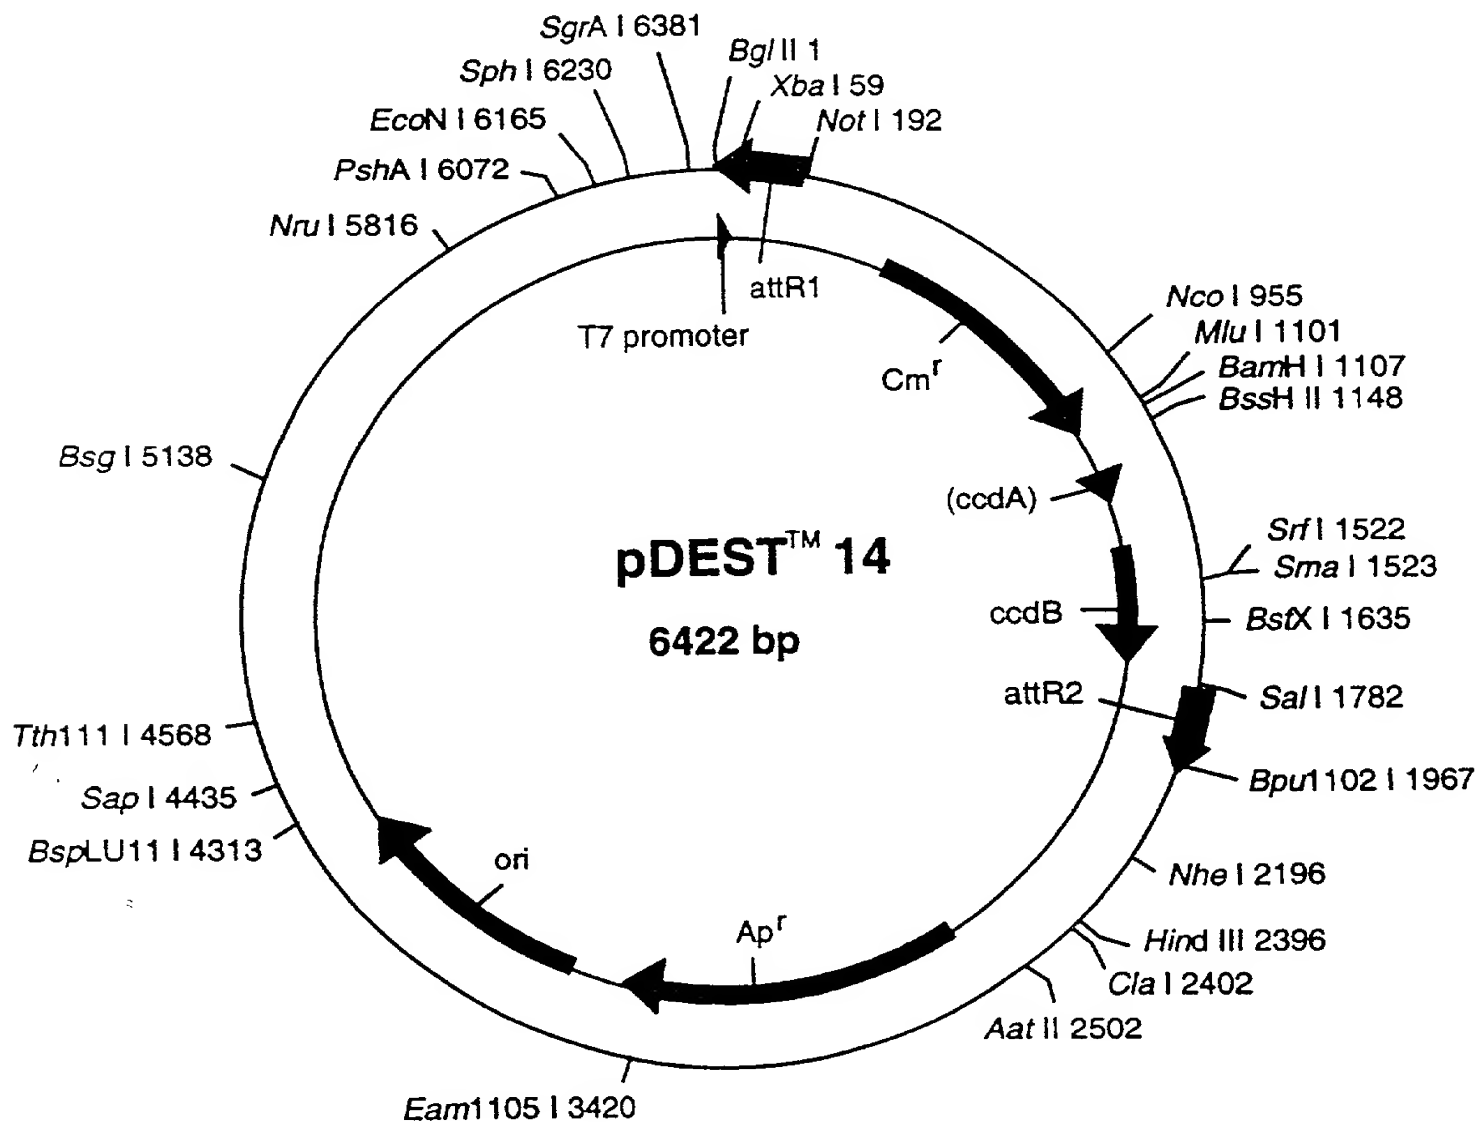 SgrA I 6381
Bgl II 1
Sph I 6230
Xba I 59
EcoN I 6165
Not I 192
PshA I 6072
Nru I 5816
attR1
Nco I 955
T7 promoter
Mlu I 1101
BamH I 1107
Cmr
BssH II 1148
Bsg I 5138
(ccdA)
Srf I 1522
pDEST™ 14
Sma I 1523
ccdB
BstX I 1635
6422 bp
attR2
Sal I 1782
Tth111 I 4568
Bpu1102 I 1967
Sap I 4435
BspLU11 I 4313
ori
Nhe I 2196
Apr
Hind III 2396
Cla I 2402
Aat II 2502
Eam1105 I 3420